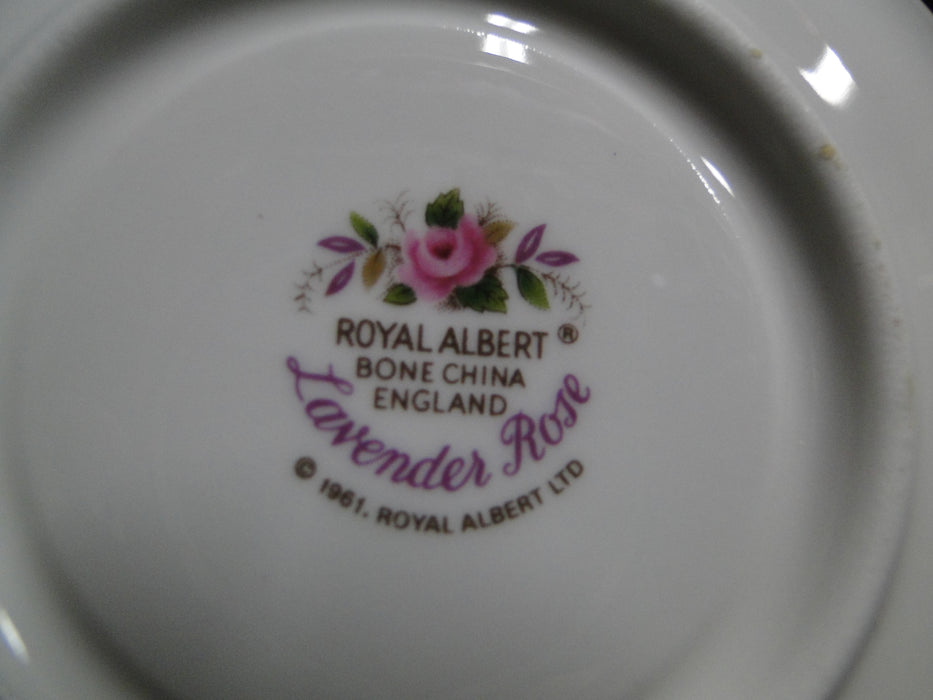 ROYAL ALBERT ®
BONE CHINA
ENGLAND
Lavender Rose
© 1961. ROYAL ALBERT LTD